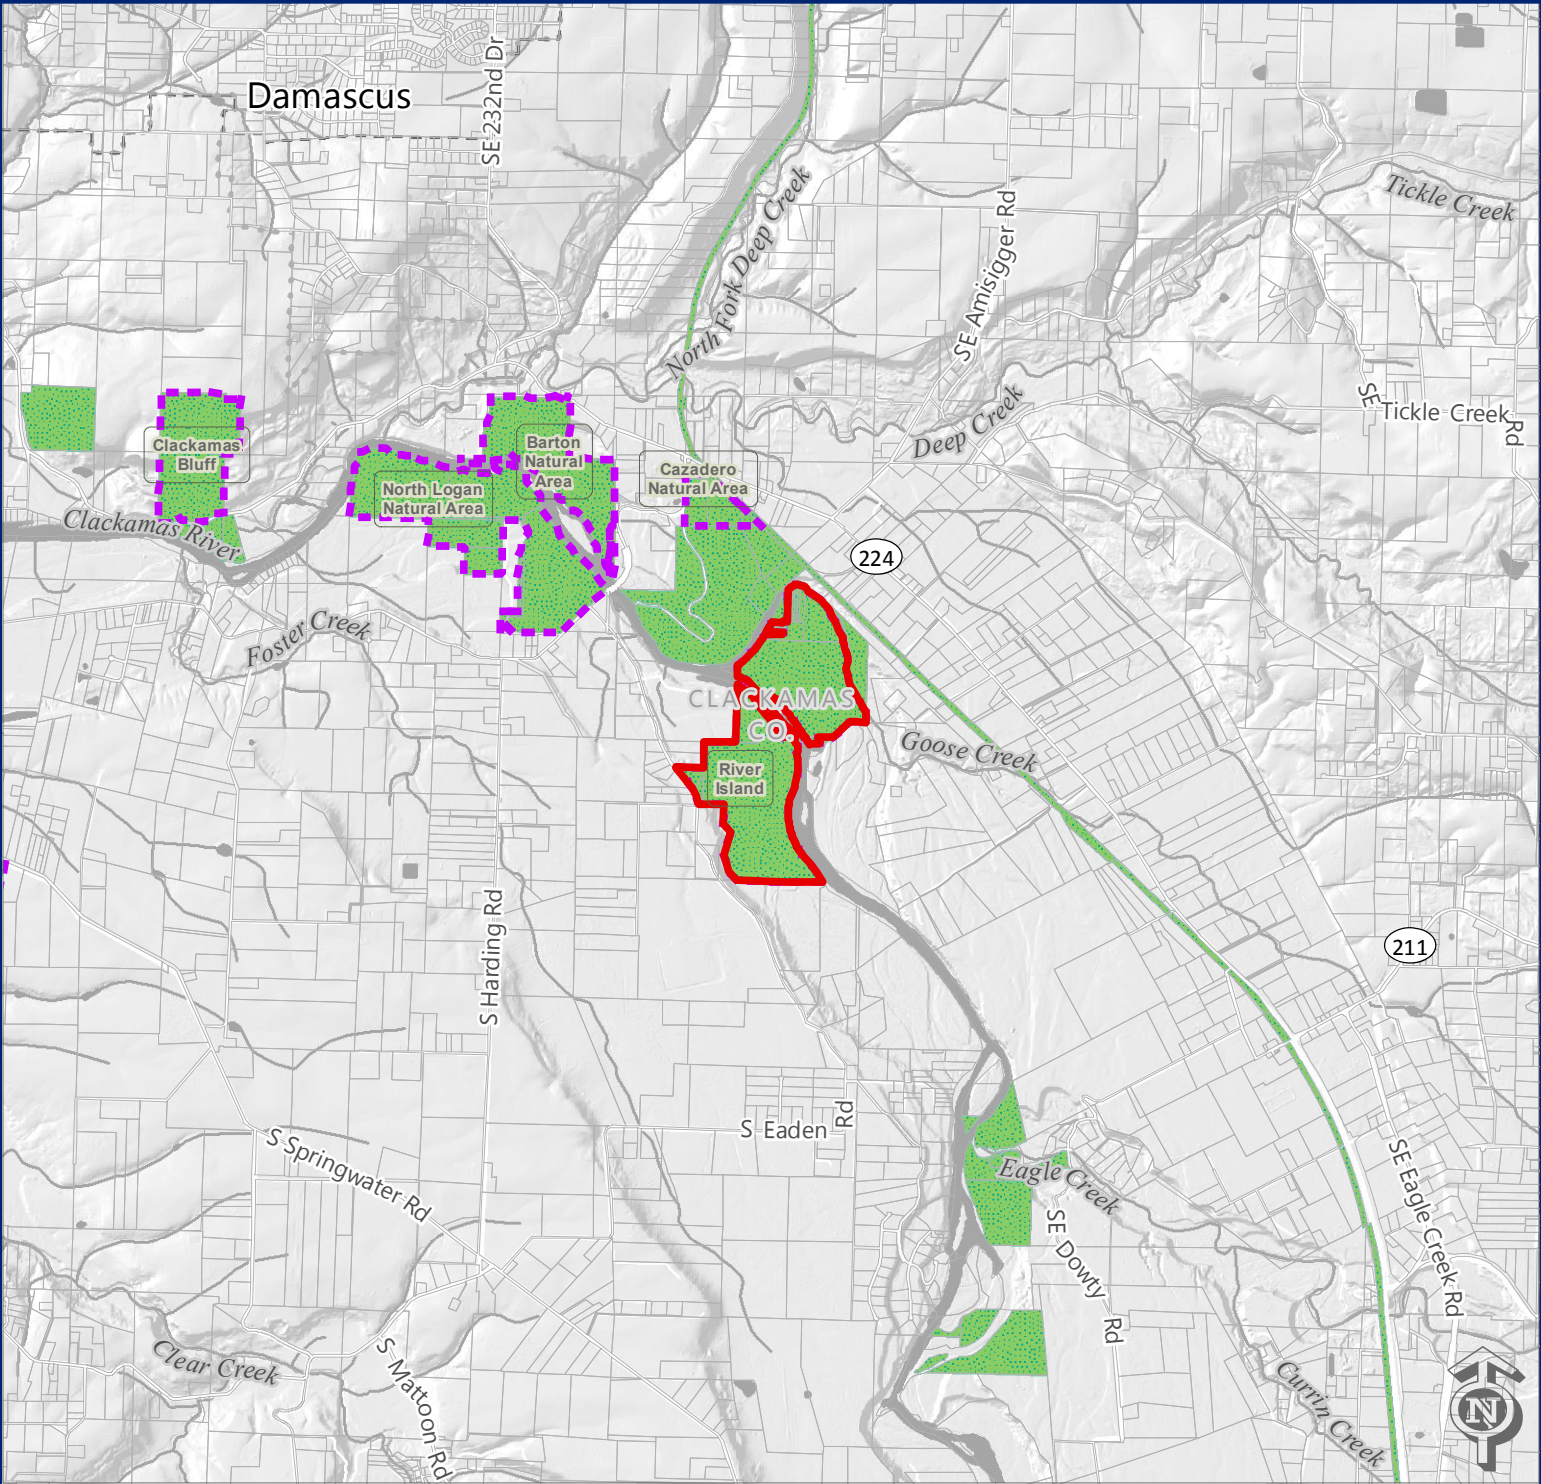 Damascus
SE 232nd Dr
Tickle Creek
North Fork Deep Creek
SE Amisigger Rd
SE Tickle Creek Rd
Deep Creek
Clackamas
Bluff
Barton
Natural
Area
Cazadero
Natural Area
North Logan
Natural Area
Clackamas River
224
Foster Creek
CLACKAMAS
CO.
Goose Creek
River
Island
S Harding Rd
211
S Eaden Rd
S Springwater Rd
Eagle Creek
SE Eagle Creek Rd
SE Dowty Rd
Clear Creek
S Mattoon Rd
Currin Creek
N